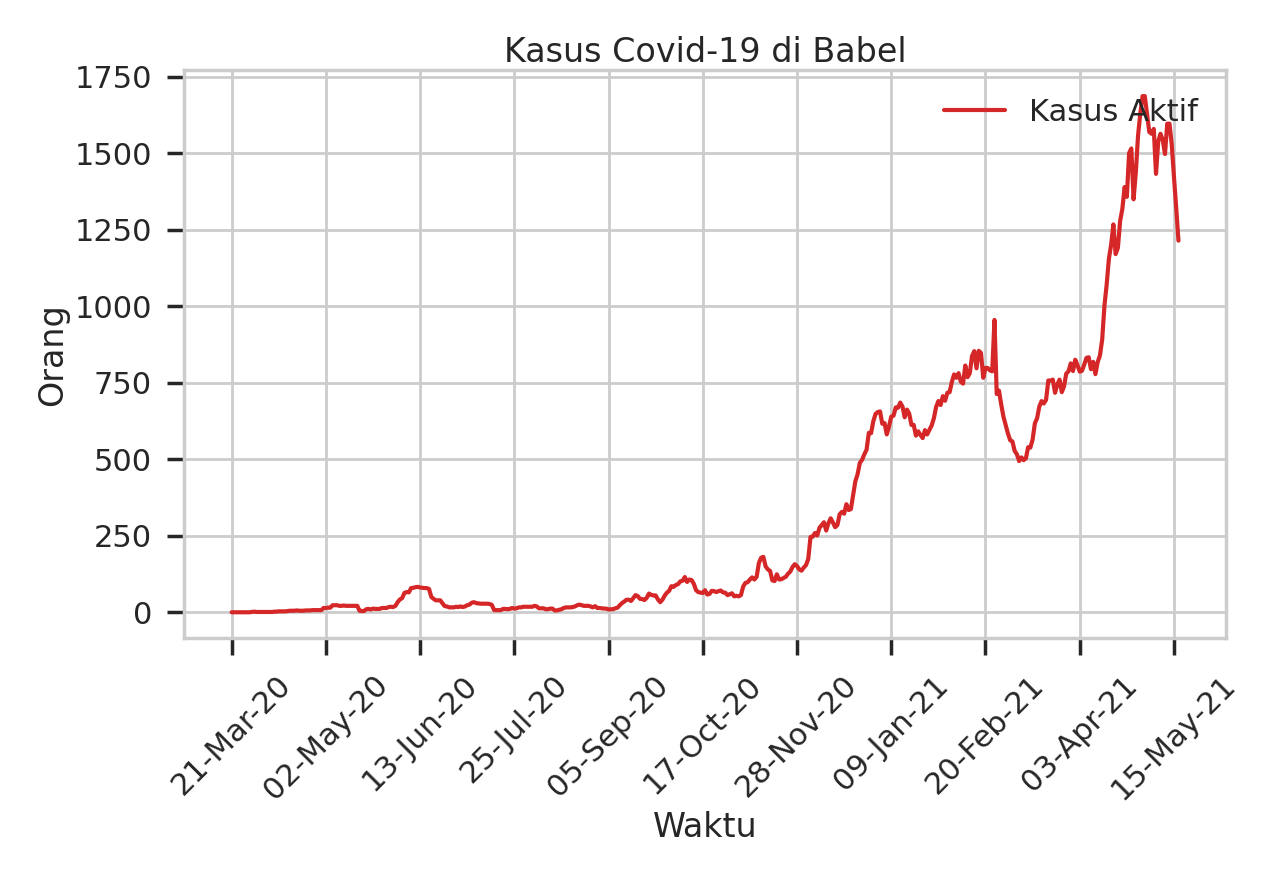 Kasus Covid-19 di Babel
Kasus Aktif
Orang
1750
1500
1250
1000
750
500
250
0
21-Mar-20
02-May-20
13-Jun-20
25-Jul-20
05-Sep-20
17-Oct-20
28-Nov-20
09-Jan-21
20-Feb-21
03-Apr-21
15-May-21
Waktu